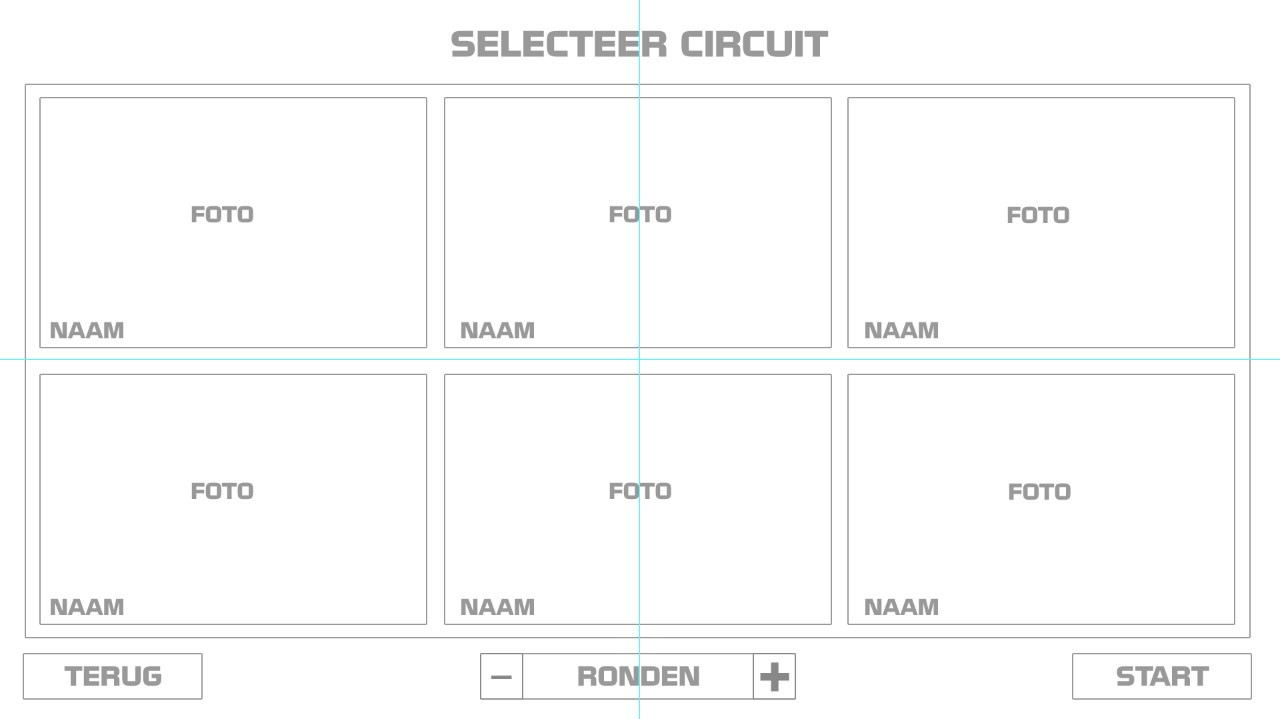 SELECTEER CIRCUIT
FOTO
FOTO
FOTO
NAAM
NAAM
NAAM
FOTO
FOTO
FOTO
NAAM
NAAM
NAAM
TERUG
− RONDEN +
START